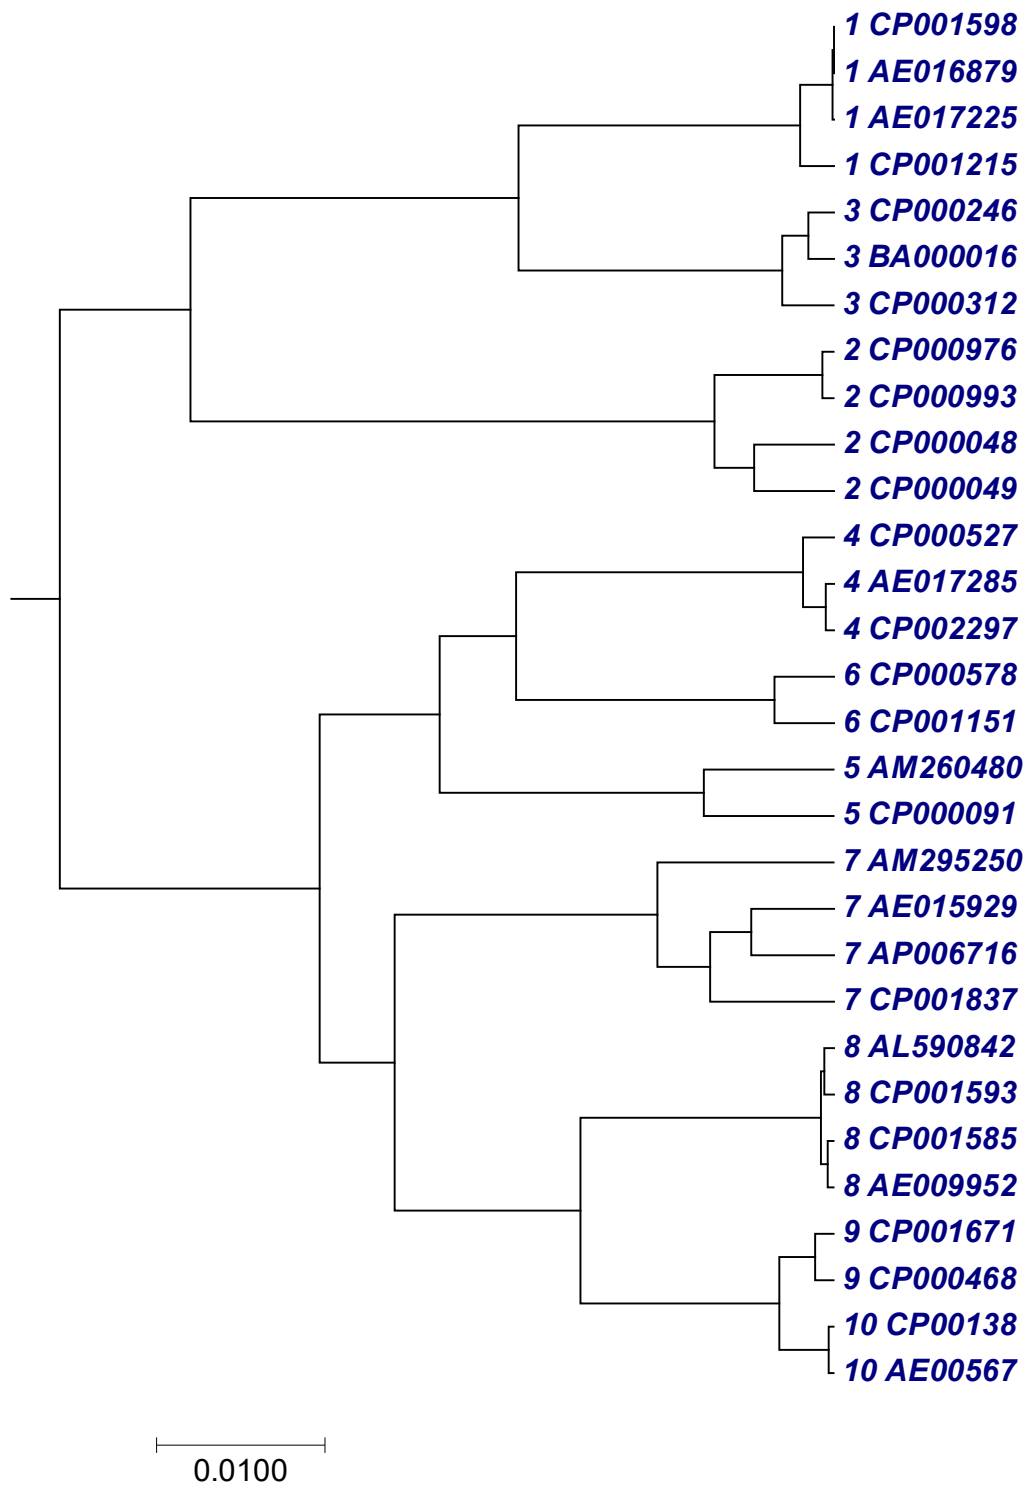 1 CP001598
1 AE016879
1 AE017225
1 CP001215
3 CP000246
3 BA000016
3 CP000312
2 CP000976
2 CP000993
2 CP000048
2 CP000049
4 CP000527
4 AE017285
4 CP002297
6 CP000578
6 CP001151
5 AM260480
5 CP000091
7 AM295250
7 AE015929
7 AP006716
7 CP001837
8 AL590842
8 CP001593
8 CP001585
8 AE009952
9 CP001671
9 CP000468
10 CP00138
10 AE00567
0.0100